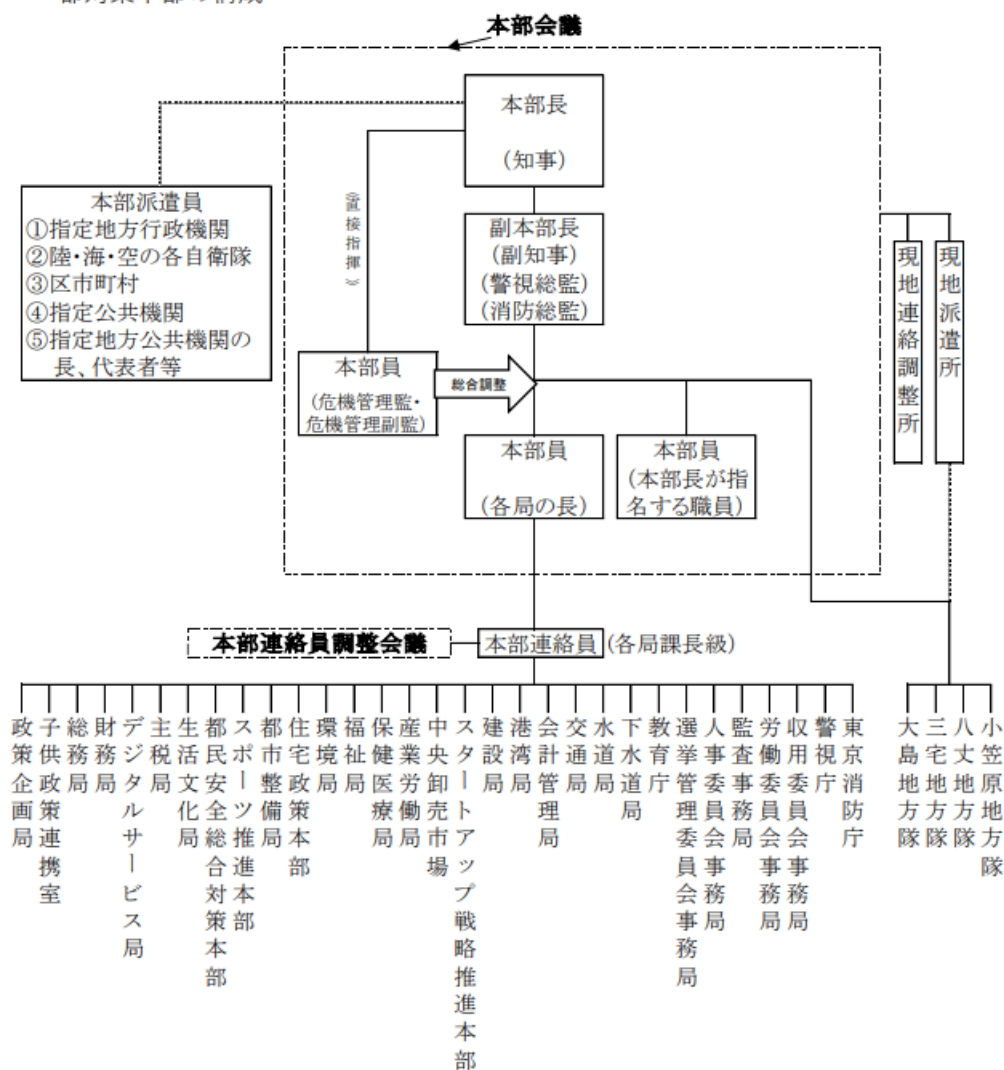 本部会議
本部長
(知事)
《直接指揮》
本部派遣員
①指定地方行政機関
②陸・海・空の各自衛隊
③区市町村
④指定公共機関
⑤指定地方公共機関の
長、代表者等
副本部長
(副知事)
(警視総監)
(消防総監)
現地連絡調整所
現地派遣所
本部員
(危機管理監・
危機管理副監)
総合調整
本部員
(各局の長)
本部員
(本部長が指
名する職員)
本部連絡員調整会議
本部連絡員
(各局課長級)
政策企画局
子供政策連携室
総務局
財務局
デジタルサービス局
主税局
生活文化局
都民安全総合対策本部
スポーツ推進本部
都市整備局
住宅政策本部
環境局
福祉局
保健医療局
産業労働局
中央卸売市場
スタートアップ戦略推進本部
建設局
港湾局
会計管理局
交通局
水道局
下水道局
教育庁
選挙管理委員会事務局
人事委員会事務局
監査事務局
労働委員会事務局
収用委員会事務局
警視庁
東京消防庁
大島地方隊
三宅地方隊
八丈地方隊
小笠原地方隊